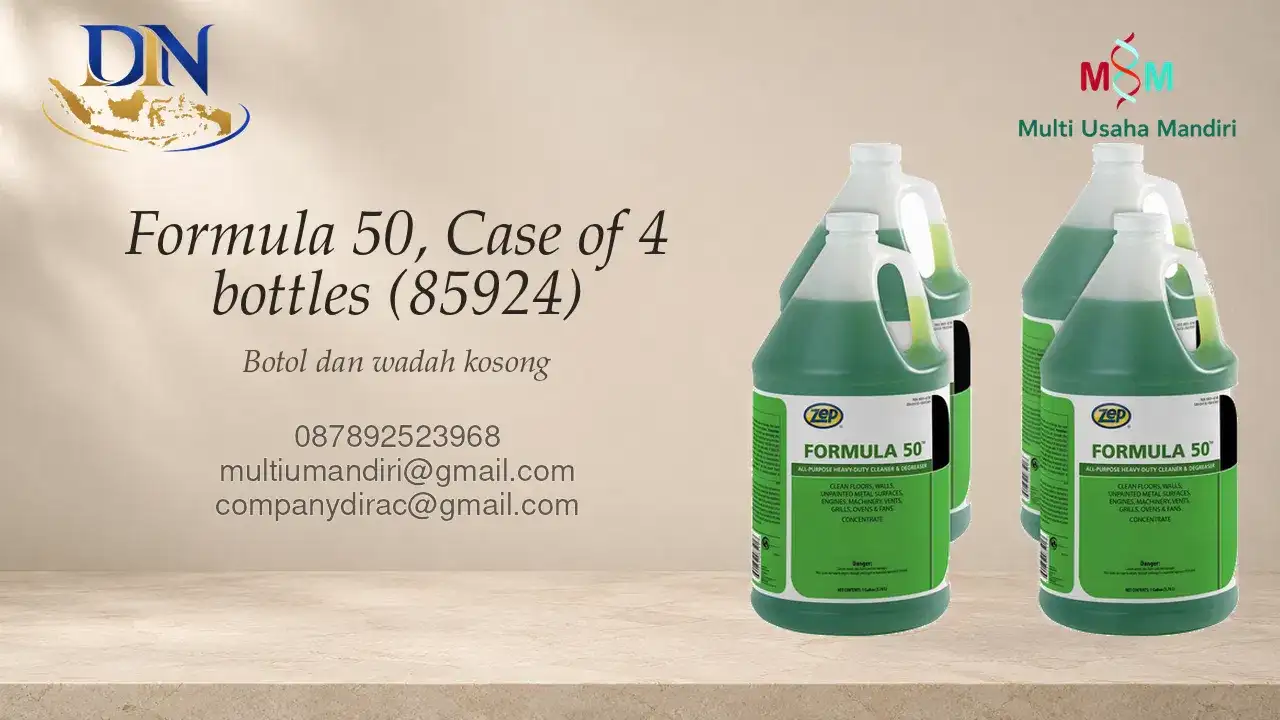 DN
M M
Multi Usaha Mandiri
Formula 50, Case of 4
bottles (85924)
Botol dan wadah kosong
087892523968
multiumandiri@gmail.com
companydirac@gmail.com
zep
FORMULA 50™
ALL-PURPOSE HEAVY-DUTY CLEANER & DEGREASER
CLEAN FLOORS, WALLS,
UNPAINTED METAL SURFACES,
ENGINES, MACHINERY, VENTS,
GRILLS, OVENS & FANS
CONCENTRATE
Danger:
zep
FORMULA 50™
ALL-PURPOSE HEAVY-DUTY CLEANER & DEGREASER
CLEAN FLOORS, WALLS,
UNPAINTED METAL SURFACES,
ENGINES, MACHINERY, VENTS,
GRILLS, OVENS & FANS
CONCENTRATE
Danger: